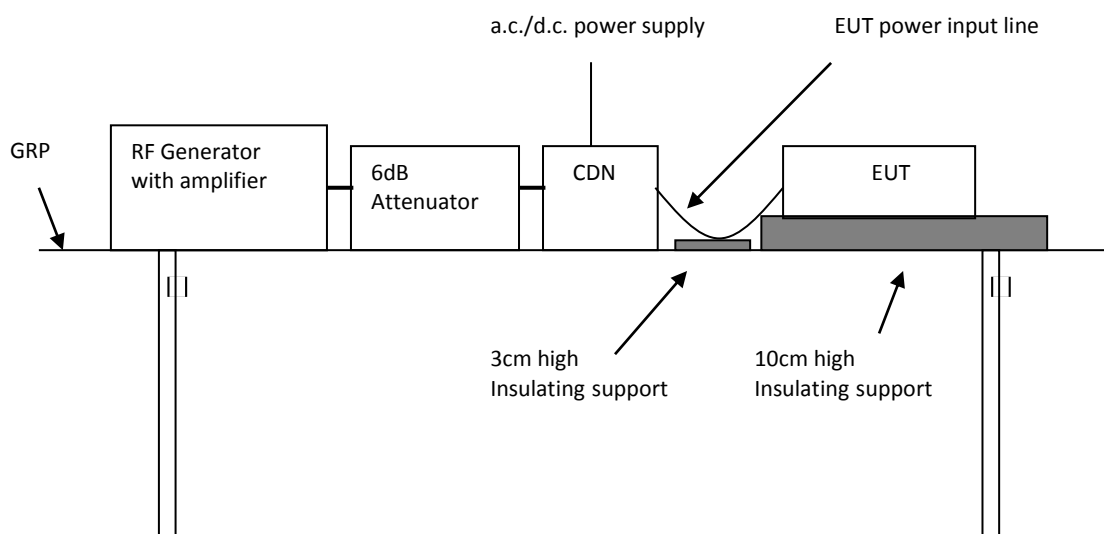 a.c./d.c. power supply
EUT power input line
GRP
RF Generator
with amplifier
6dB
Attenuator
CDN
EUT
3cm high
Insulating support
10cm high
Insulating support